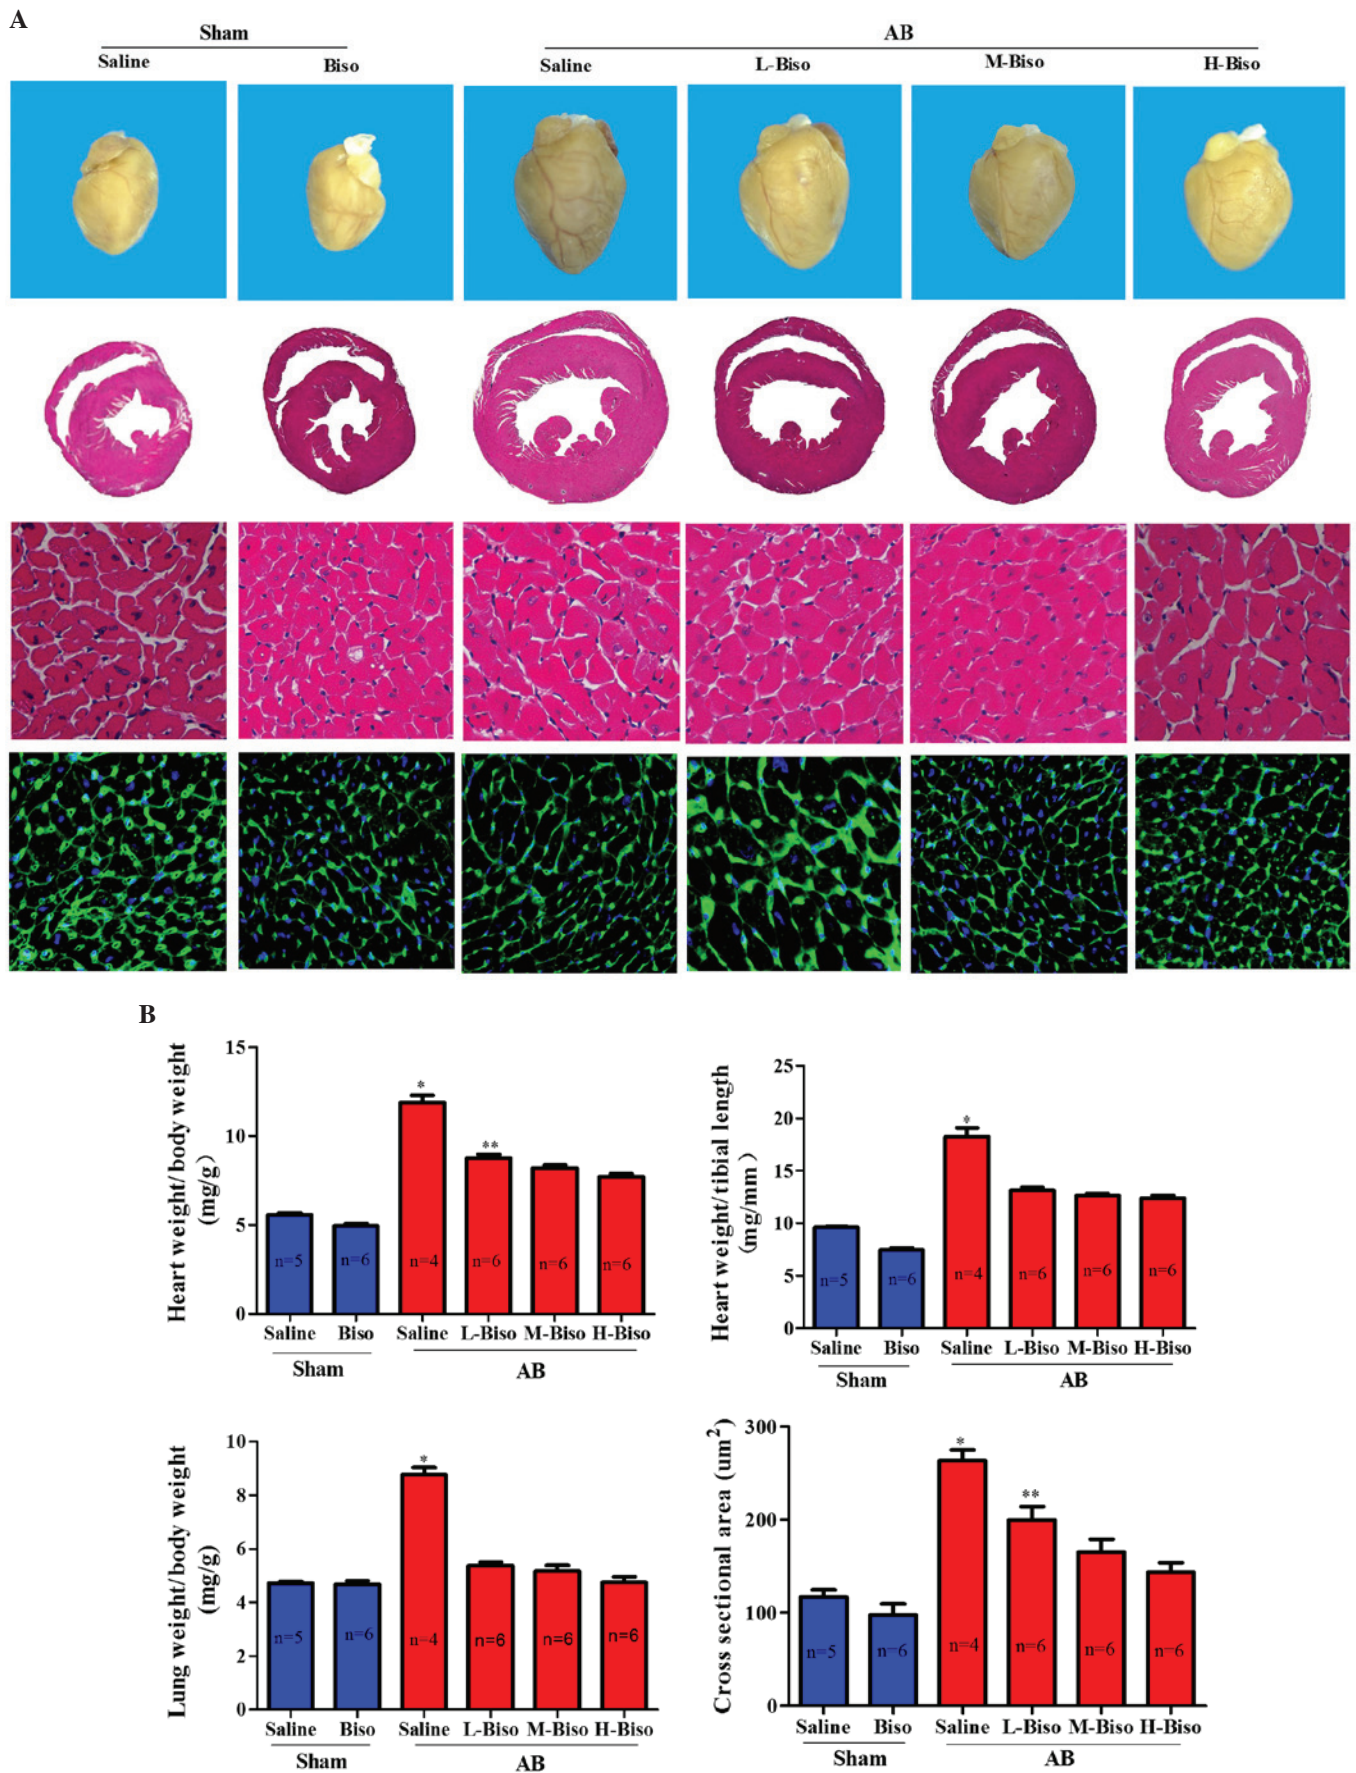 A
Sham
AB
Saline
Biso
Saline
L-Biso
M-Biso
H-Biso
B
Heart weight/body weight
(mg/g)
15
10
5
0
*
**
n=5
n=6
n=4
n=6
n=6
n=6
Saline
Biso
Saline
L-Biso
M-Biso
H-Biso
Sham
AB
Heart weight/tibial length
(mg/mm)
25
20
15
10
5
0
*
n=5
n=6
n=4
n=6
n=6
n=6
Saline
Biso
Saline
L-Biso
M-Biso
H-Biso
Sham
AB
Lung weight/body weight
(mg/g)
10
8
6
4
2
0
*
n=5
n=6
n=4
n=6
n=6
n=6
Saline
Biso
Saline
L-Biso
M-Biso
H-Biso
Sham
AB
Cross sectional area (um²)
300
200
100
0
*
**
n=5
n=6
n=4
n=6
n=6
n=6
Saline
Biso
Saline
L-Biso
M-Biso
H-Biso
Sham
AB